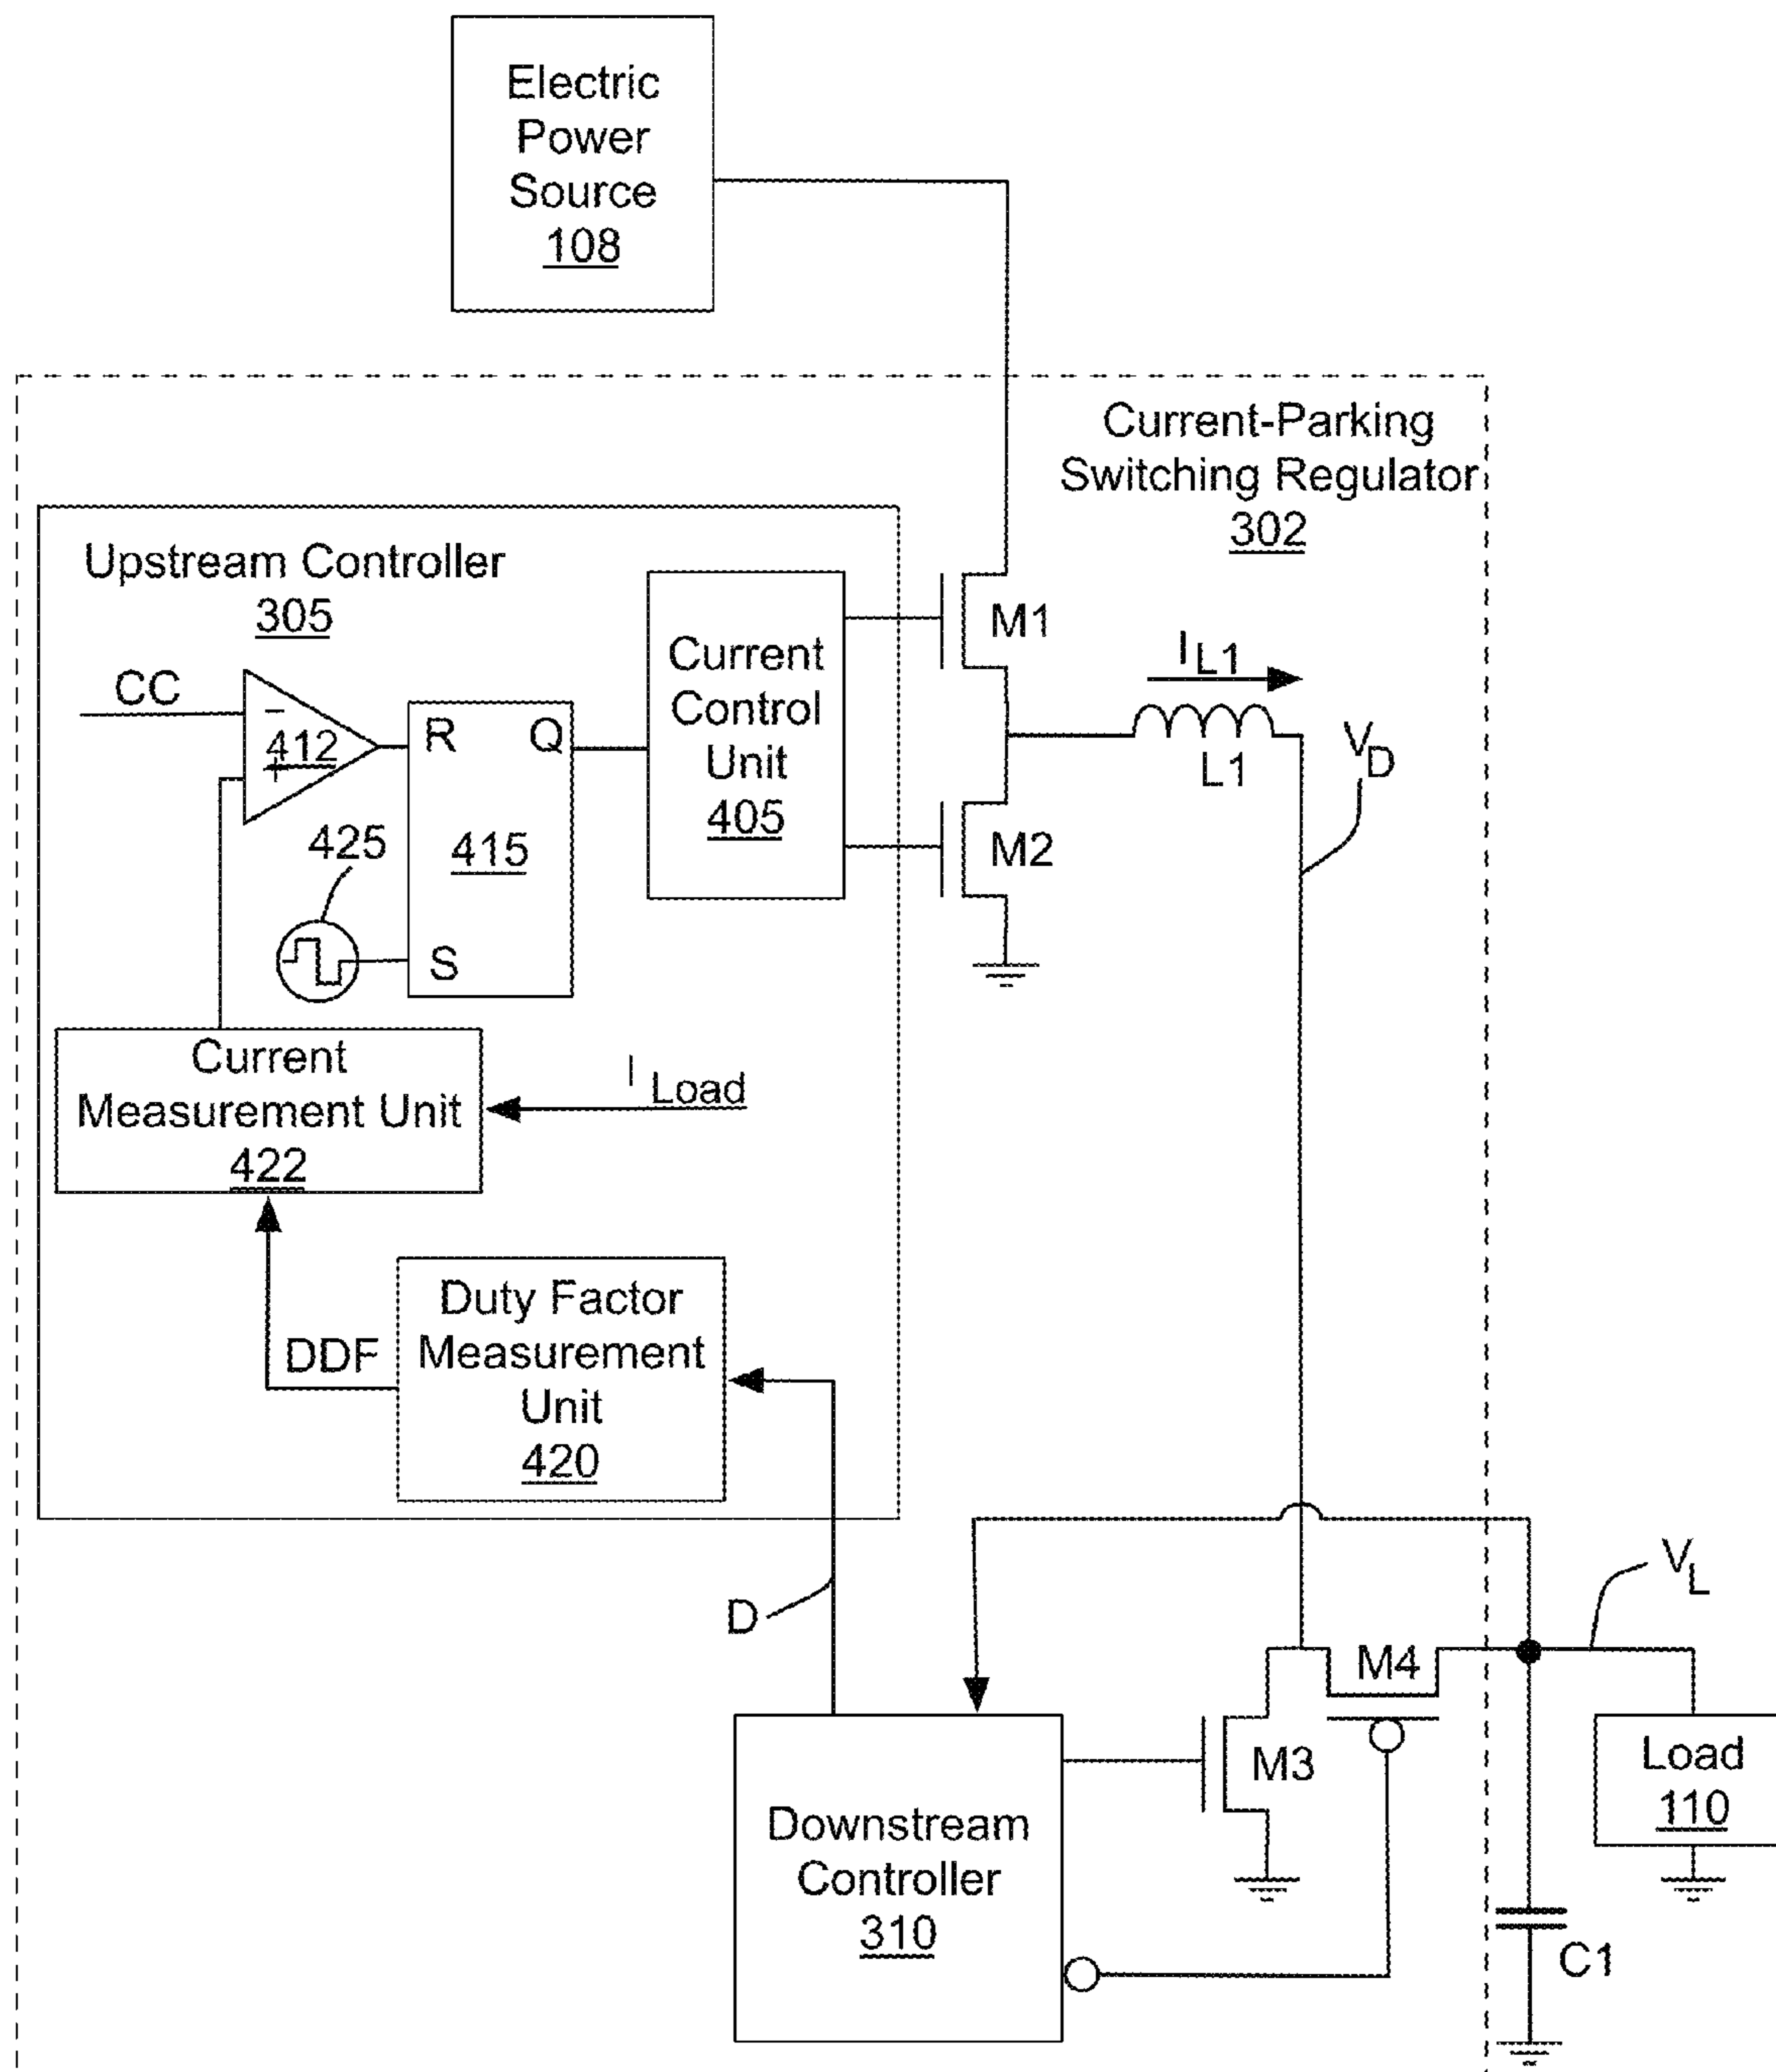 Electric
Power
Source
108
Current-Parking
Switching Regulator
302
Upstream Controller
305
CC
−
412
+
R
Q
415
S
425
Current
Control
Unit
405
M1
M2
I L1
L1
VD
Current
Measurement Unit
422
I Load
DDF
Duty Factor
Measurement
Unit
420
D
VL
M4
M3
Load
110
Downstream
Controller
310
C1